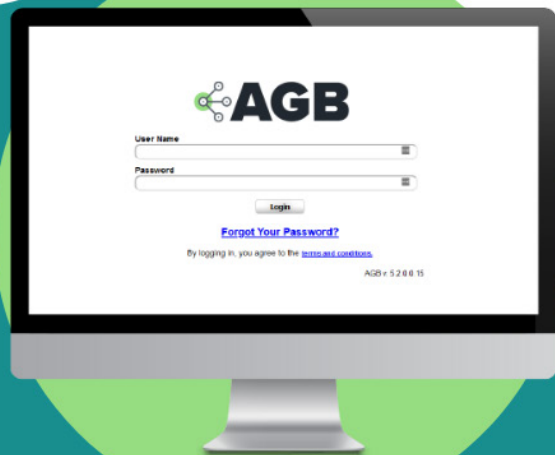 AGB
User Name
Password
Login
Forgot Your Password?
By logging in, you agree to the terms and conditions.
AGB v. 5.2.0.0.15